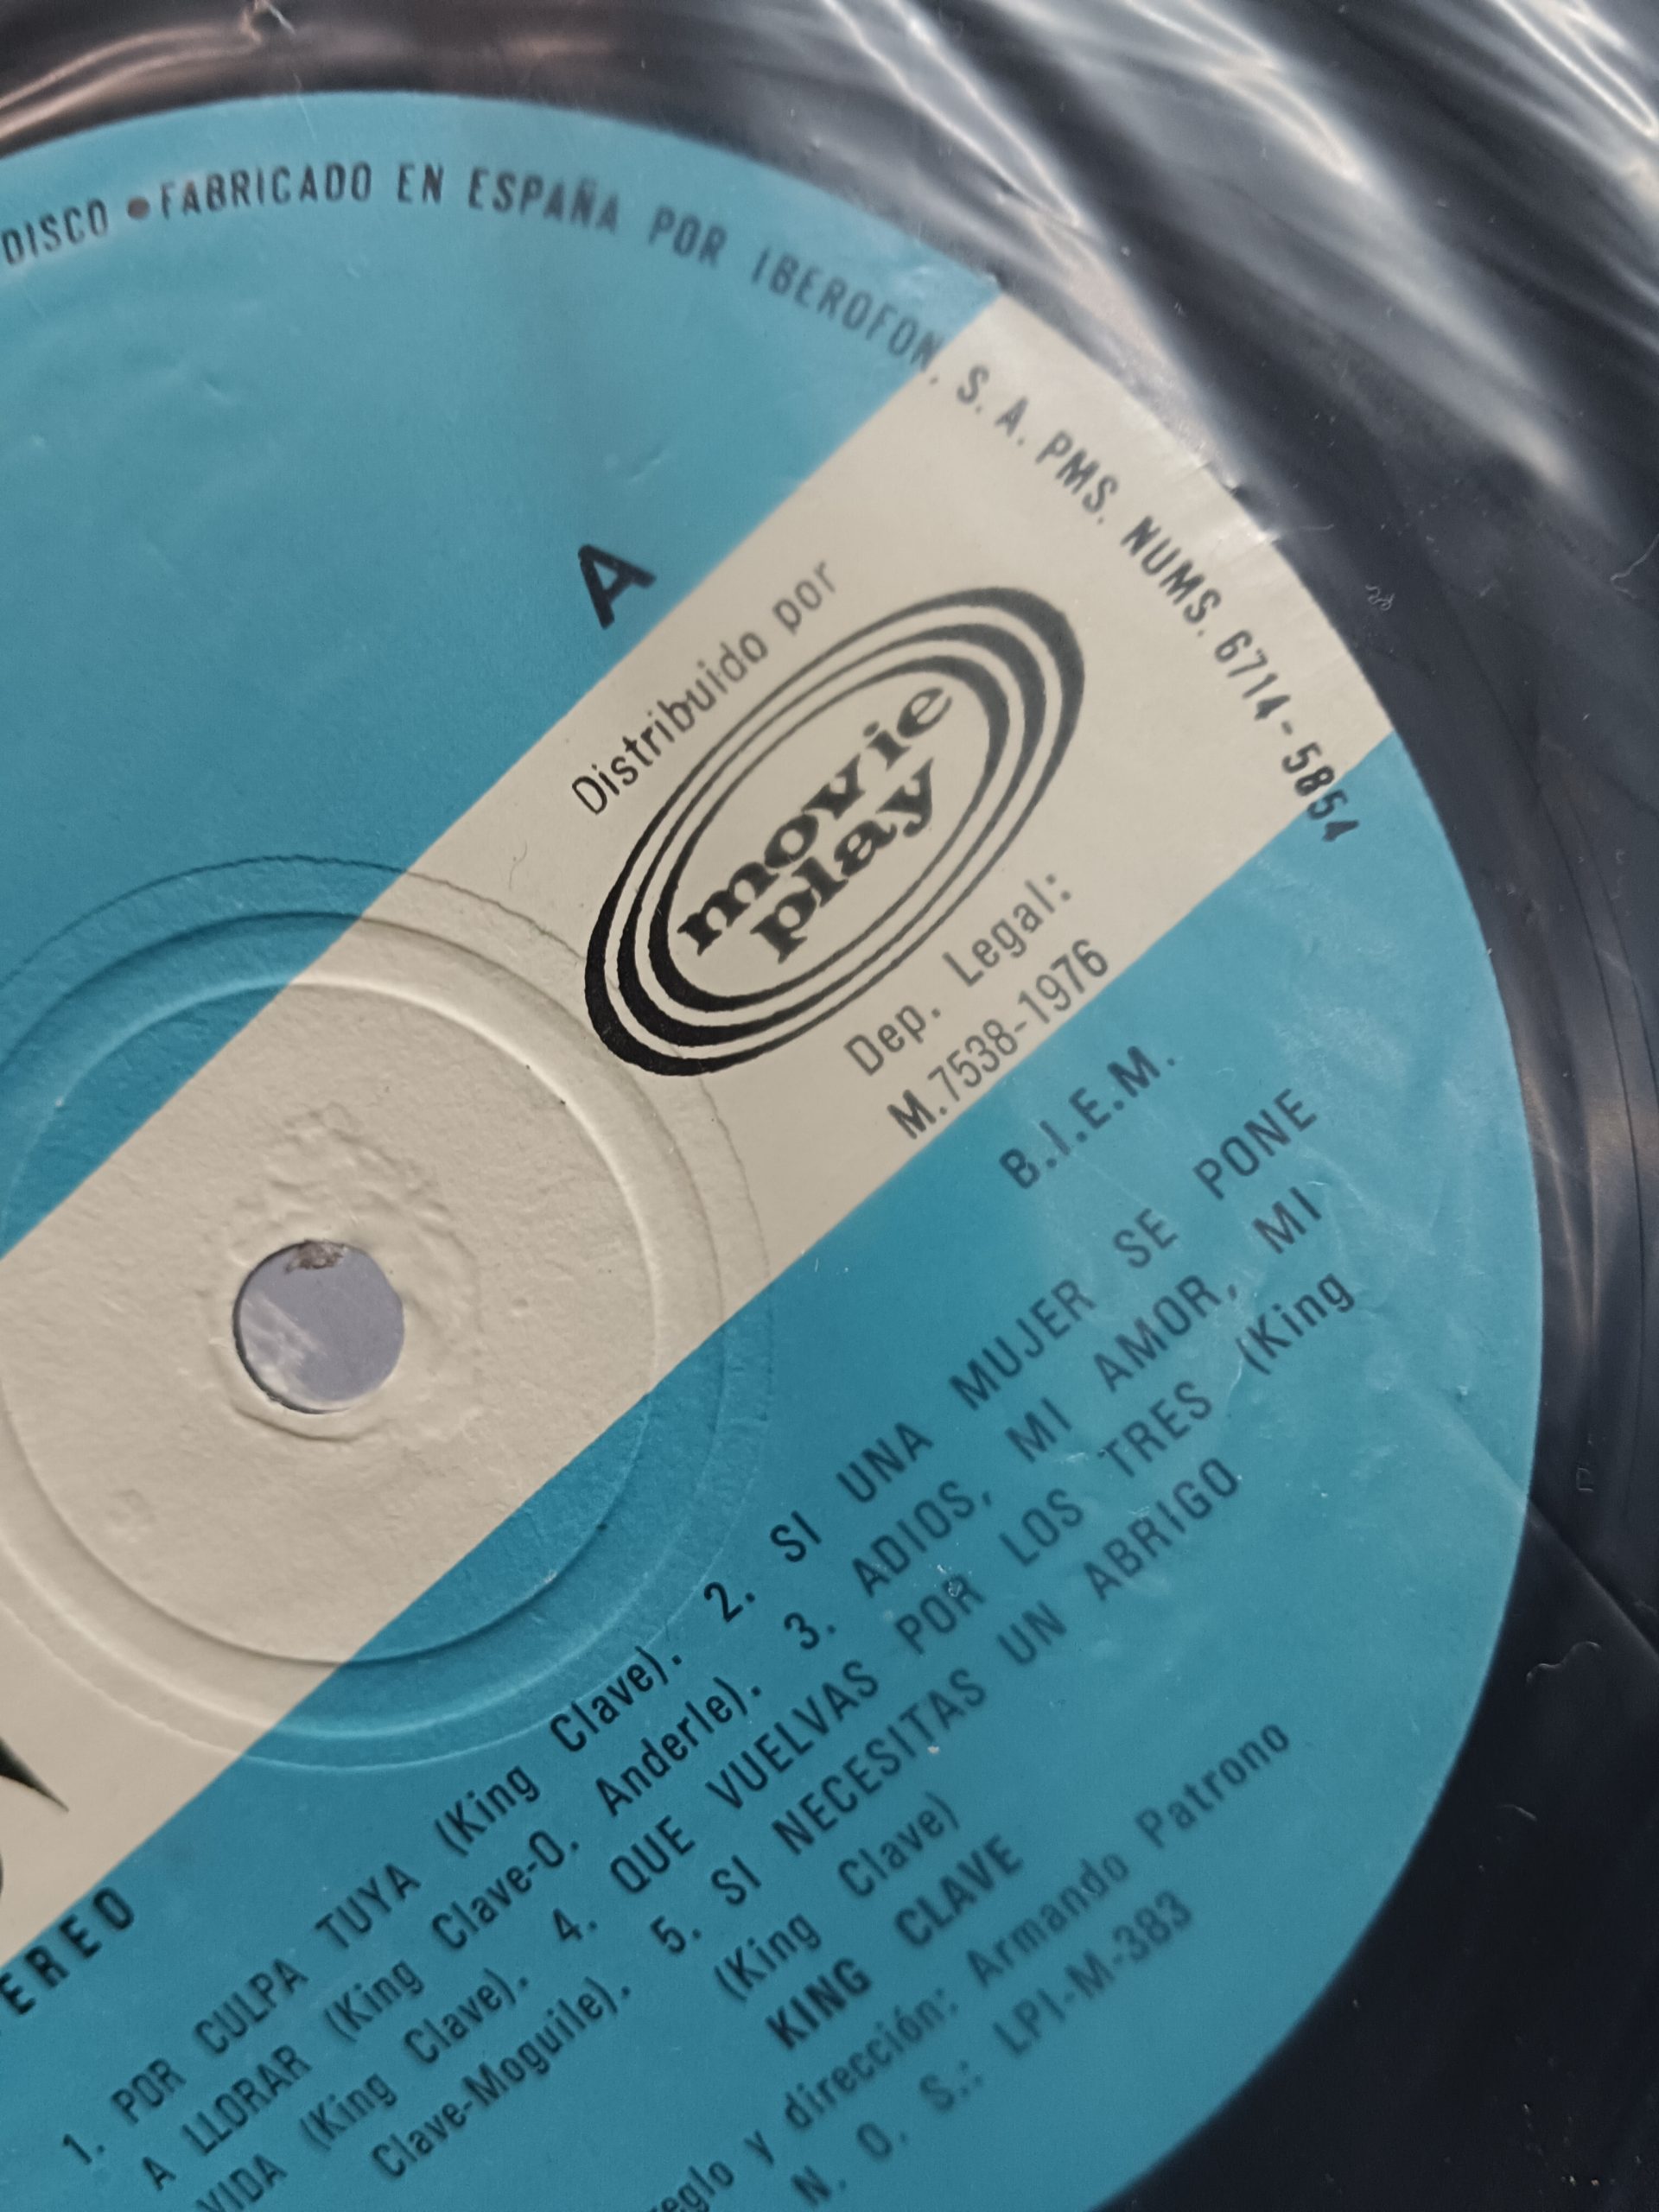 DISCO • FABRICADO EN ESPAÑA POR IBEROFON, S. A. PMS. NUMS. 6714-5854
A
Distribuido por
movie
play
Dep. Legal:
M.7538-1976
B.I.E.M.
EREO
1. POR CULPA TUYA (King Clave). 2. SI UNA MUJER SE PONE
A LLORAR (King Clave-O. Anderle). 3. ADIOS, MI AMOR, MI
VIDA (King Clave). 4. QUE VUELVAS POR LOS TRES (King
Clave-Moguile). 5. SI NECESITAS UN ABRIGO
(King Clave)
KING CLAVE
eglo y dirección: Armando Patrono
N. O. S.: LPI-M-383